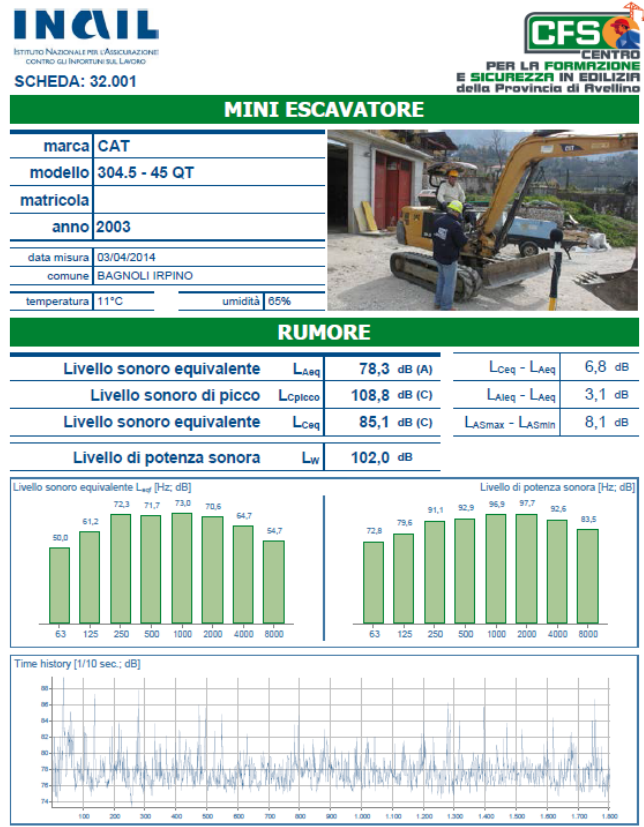 INAIL
ISTITUTO NAZIONALE PER L'ASSICURAZIONE
CONTRO GLI INFORTUNI SUL LAVORO
SCHEDA: 32.001
CFS
CENTRO
PER LA FORMAZIONE
E SICUREZZA IN EDILIZIA
della Provincia di Avellino
MINI ESCAVATORE
marca CAT
modello 304.5 - 45 QT
matricola
anno 2003
data misura 03/04/2014
comune BAGNOLI IRPINO
temperatura 11°C umidità 65%
CAT
RUMORE
Livello sonoro equivalente LAeq 78,3 dB (A) LCeq - LAeq 6,8 dB
Livello sonoro di picco LCpicco 108,8 dB (C) LAIeq - LAeq 3,1 dB
Livello sonoro equivalente LCeq 85,1 dB (C) LASmax - LASmin 8,1 dB
Livello di potenza sonora LW 102,0 dB
Livello sonoro equivalente Leqf [Hz; dB] Livello di potenza sonora [Hz; dB]
50,0 61,2 72,3 71,7 73,0 70,6 64,7 54,7
72,8 79,6 91,1 92,9 96,9 97,7 92,6 83,5
63 125 250 500 1000 2000 4000 8000
63 125 250 500 1000 2000 4000 8000
Time history [1/10 sec.; dB]
88
86
84
82
80
78
76
74
100 200 300 400 500 600 700 800 900 1.000 1.100 1.200 1.300 1.400 1.500 1.600 1.700 1.800